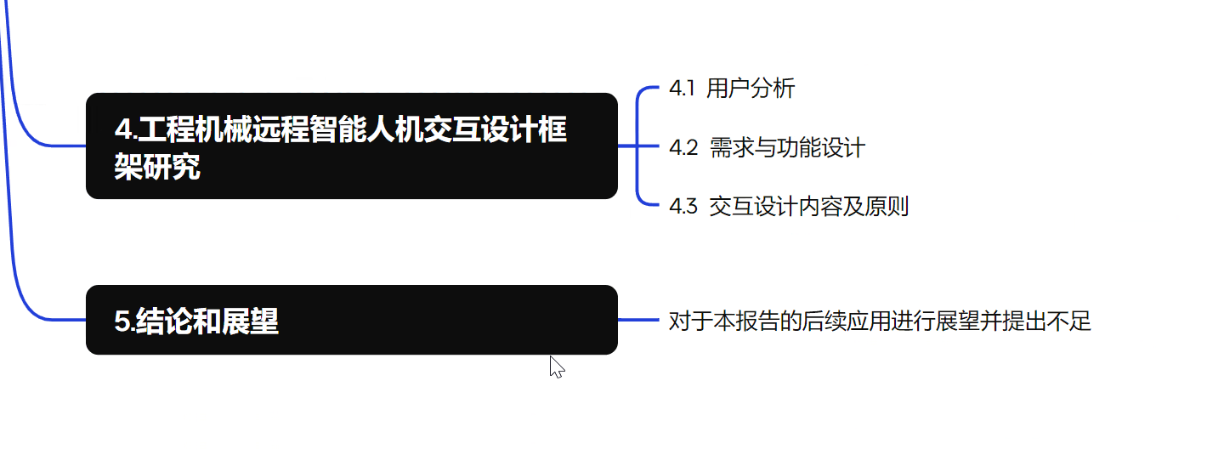 4.1 用户分析
4.工程机械远程智能人机交互设计框
架研究
4.2 需求与功能设计
4.3 交互设计内容及原则
5.结论和展望
对于本报告的后续应用进行展望并提出不足